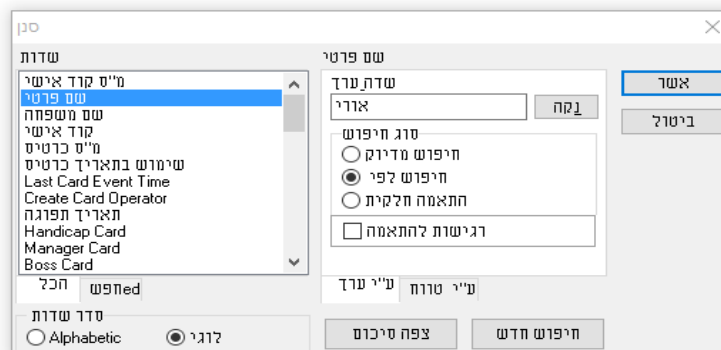 סנן
שדות
מ"ס קוד אישי
שם פרטי
שם משפחה
קוד אישי
מ"ס כרטיס
שימוש בתאריך כרטיס
Last Card Event Time
Create Card Operator
תאריך תפוגה
Handicap Card
Manager Card
Boss Card
הכל
חפשed
סדר שדות
Alphabetic
לוגי
שם פרטי
שדה ערך
אורי
נקה
סוג חיפוש
חיפוש מדויק
חיפוש לפי
התאמה חלקית
רגישות להתאמה
ע"י ערך
ע"י טווח
צפה סיכום
חיפוש חדש
אשר
ביטול